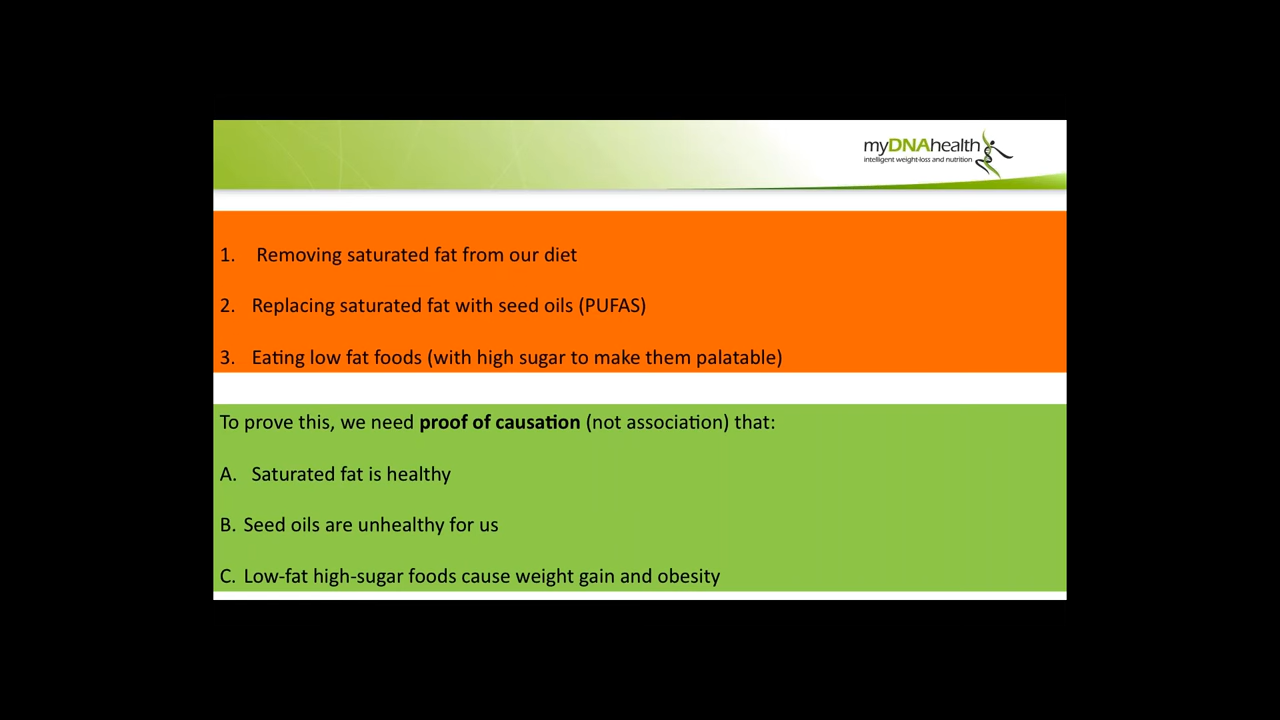 myDNAhealth
intelligent weight-loss and nutrition
1. Removing saturated fat from our diet
2. Replacing saturated fat with seed oils (PUFAS)
3. Eating low fat foods (with high sugar to make them palatable)
To prove this, we need proof of causation (not association) that:
A. Saturated fat is healthy
B. Seed oils are unhealthy for us
C. Low-fat high-sugar foods cause weight gain and obesity